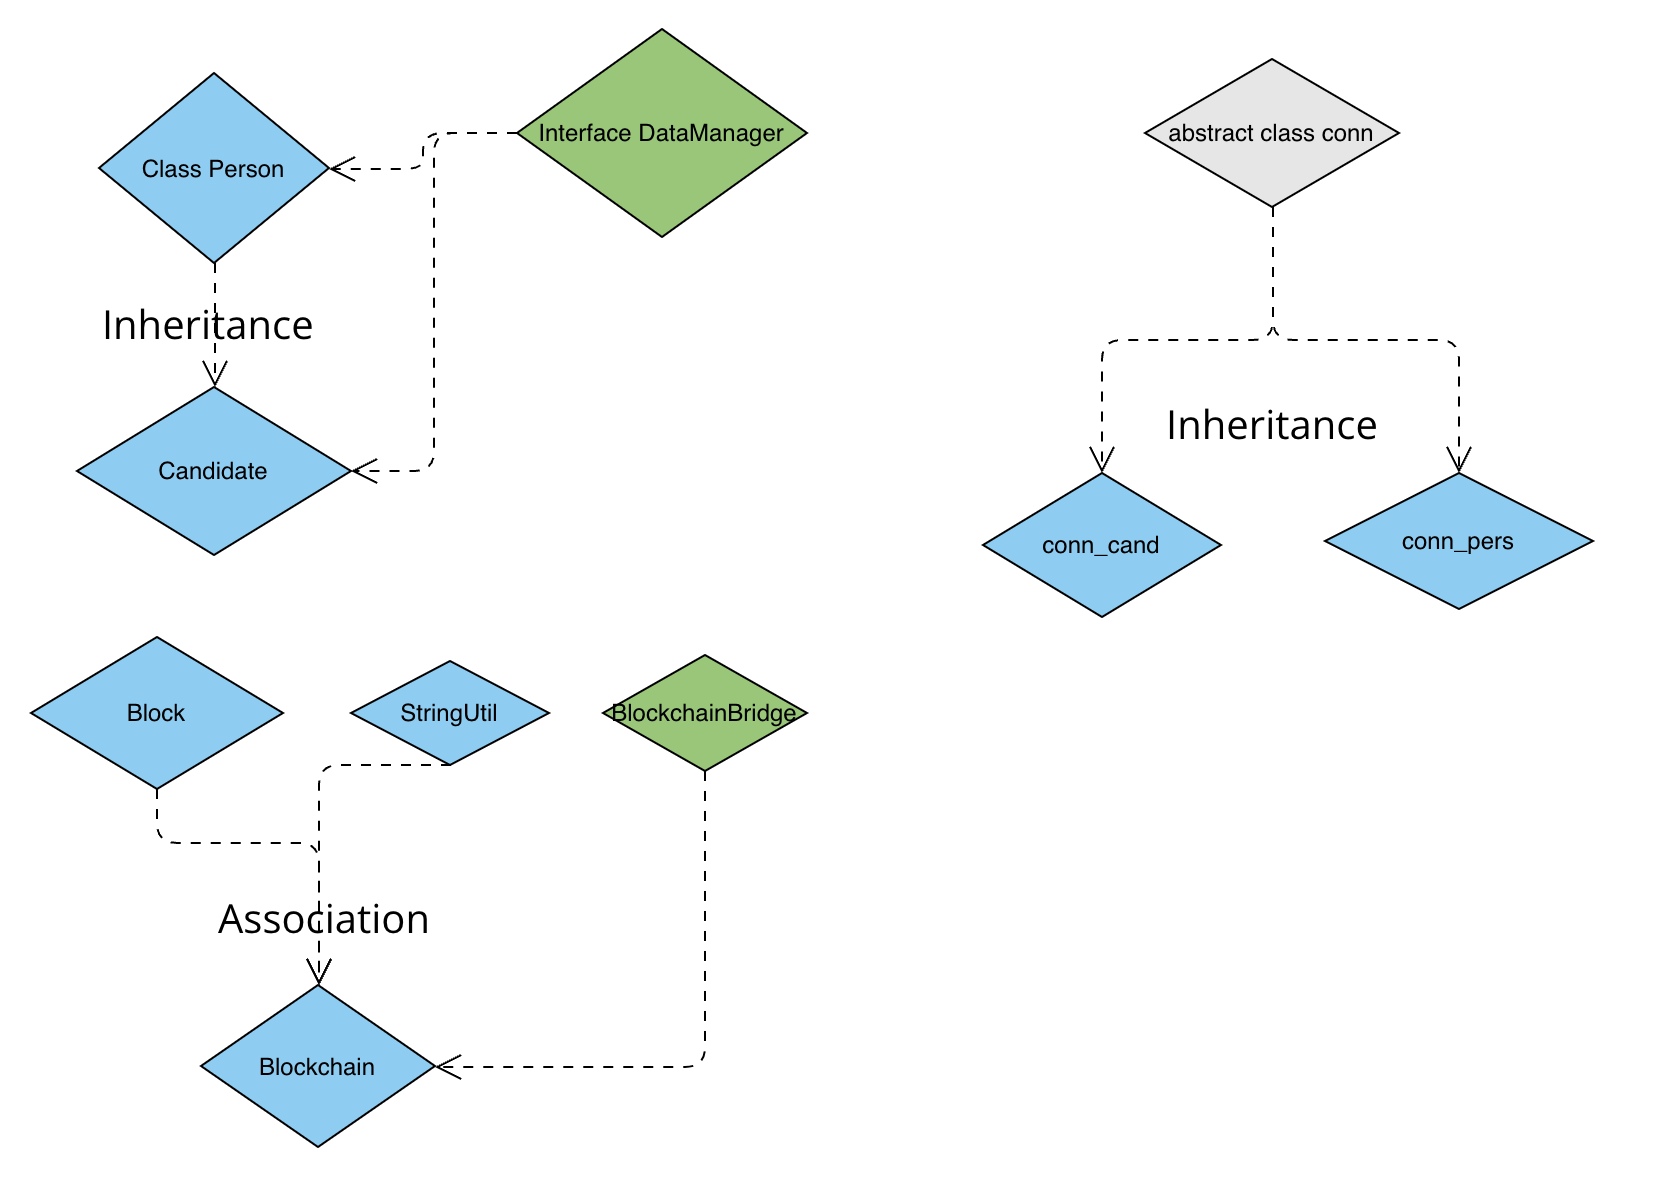 Interface DataManager
abstract class conn
Class Person
Inheritance
Candidate
Inheritance
conn_cand
conn_pers
Block
StringUtil
BlockchainBridge
Association
Blockchain